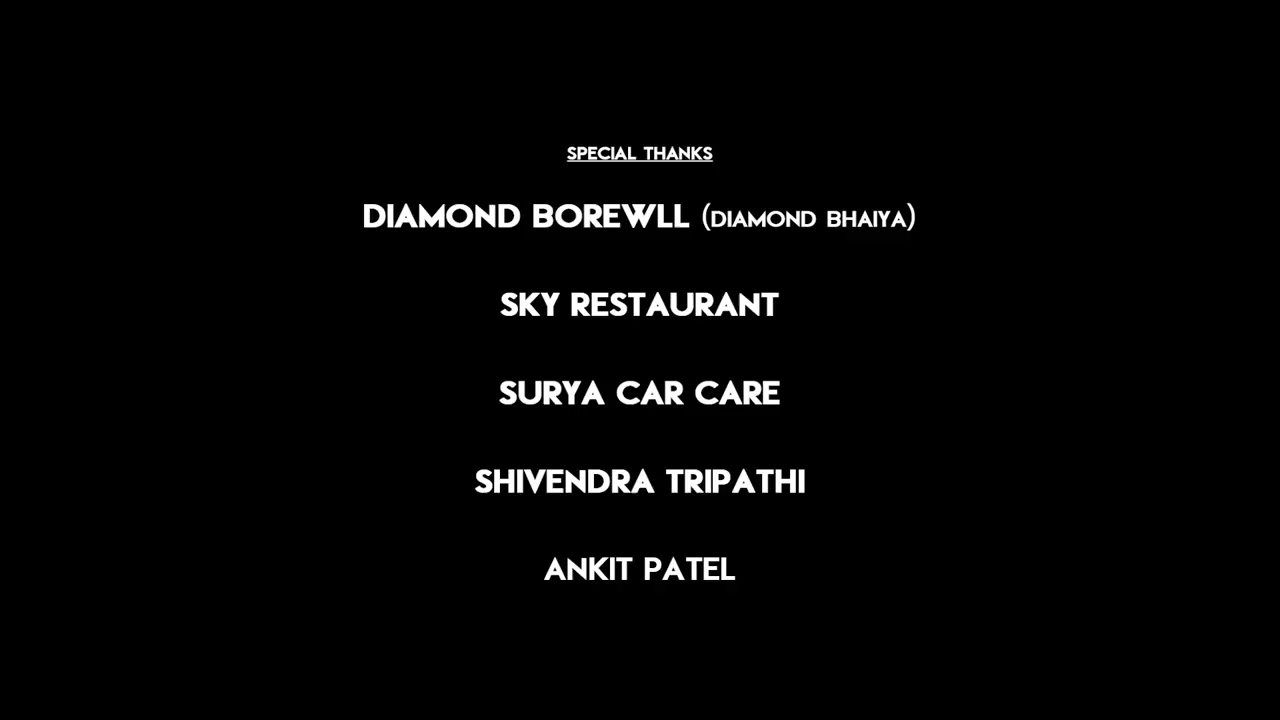 SPECIAL THANKS
DIAMOND BOREWLL (DIAMOND BHAIYA)
SKY RESTAURANT
SURYA CAR CARE
SHIVENDRA TRIPATHI
ANKIT PATEL